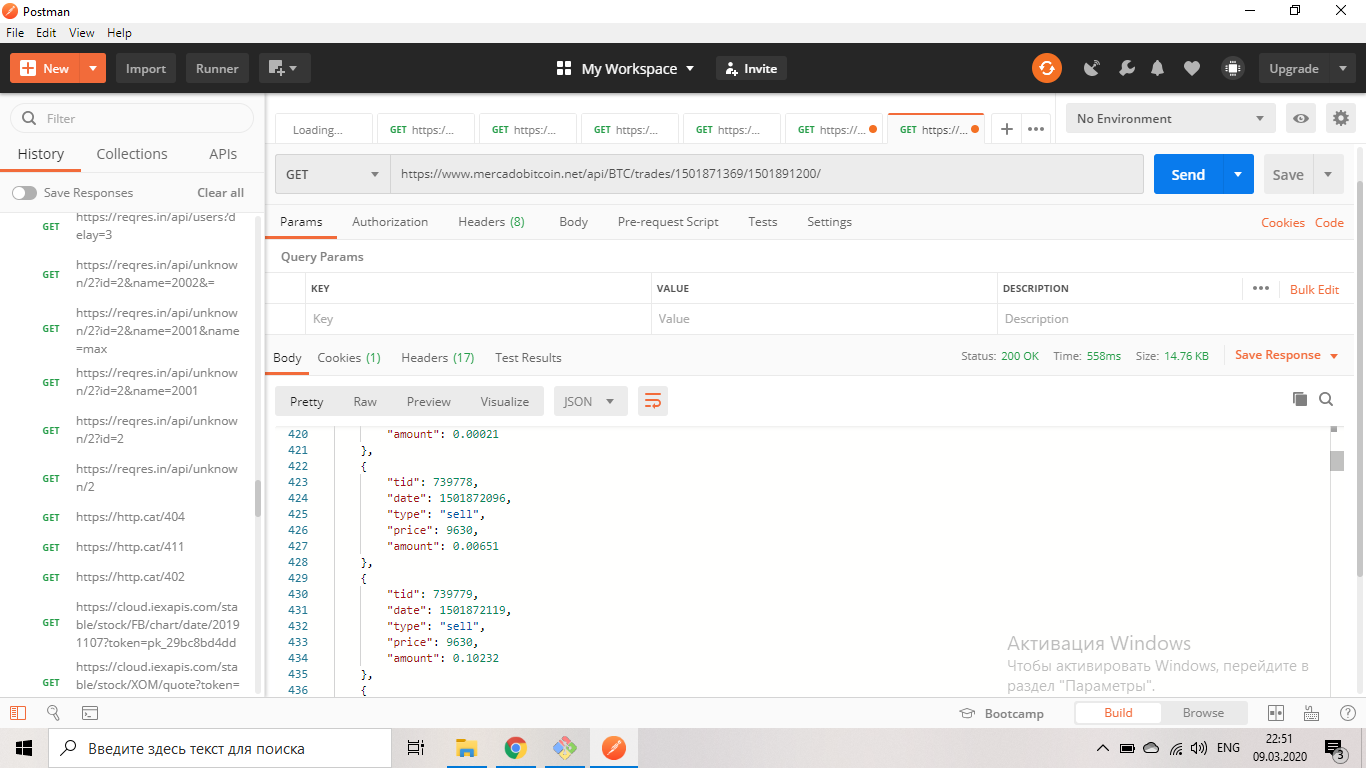 Postman
File Edit View Help
New Import Runner My Workspace Invite Upgrade
Filter
History Collections APIs
Save Responses Clear all
GET https://reqres.in/api/users?d
elay=3
GET https://reqres.in/api/unknow
n/2?id=2&name=2002&=
GET https://reqres.in/api/unknow
n/2?id=2&name=2001&name
=max
GET https://reqres.in/api/unknow
n/2?id=2&name=2001
GET https://reqres.in/api/unknow
n/2?id=2
GET https://reqres.in/api/unknow
n/2
GET https://http.cat/404
GET https://http.cat/411
GET https://http.cat/402
GET https://cloud.iexapis.com/sta
ble/stock/FB/chart/date/20191
1107?token=pk_29bc8bd4dd
GET https://cloud.iexapis.com/sta
ble/stock/XOM/quote?token=
Loading... GET https:/... GET https:/... GET https:/... GET https:/... GET https://... GET https://...
No Environment
GET https://www.mercadobitcoin.net/api/BTC/trades/1501871369/1501891200/ Send Save
Params Authorization Headers (8) Body Pre-request Script Tests Settings Cookies Code
Query Params
KEY VALUE DESCRIPTION Bulk Edit
Key Value Description
Body Cookies (1) Headers (17) Test Results Status: 200 OK Time: 558ms Size: 14.76 KB Save Response
Pretty Raw Preview Visualize JSON
420 "amount": 0.00021
421 },
422 {
423 "tid": 739778,
424 "date": 1501872096,
425 "type": "sell",
426 "price": 9630,
427 "amount": 0.00651
428 },
429 {
430 "tid": 739779,
431 "date": 1501872119,
432 "type": "sell",
433 "price": 9630,
434 "amount": 0.10232
435 },
436 {
Активация Windows
Чтобы активировать Windows, перейдите в
раздел "Параметры".
Bootcamp Build Browse
Введите здесь текст для поиска
ENG
22:51
09.03.2020
3